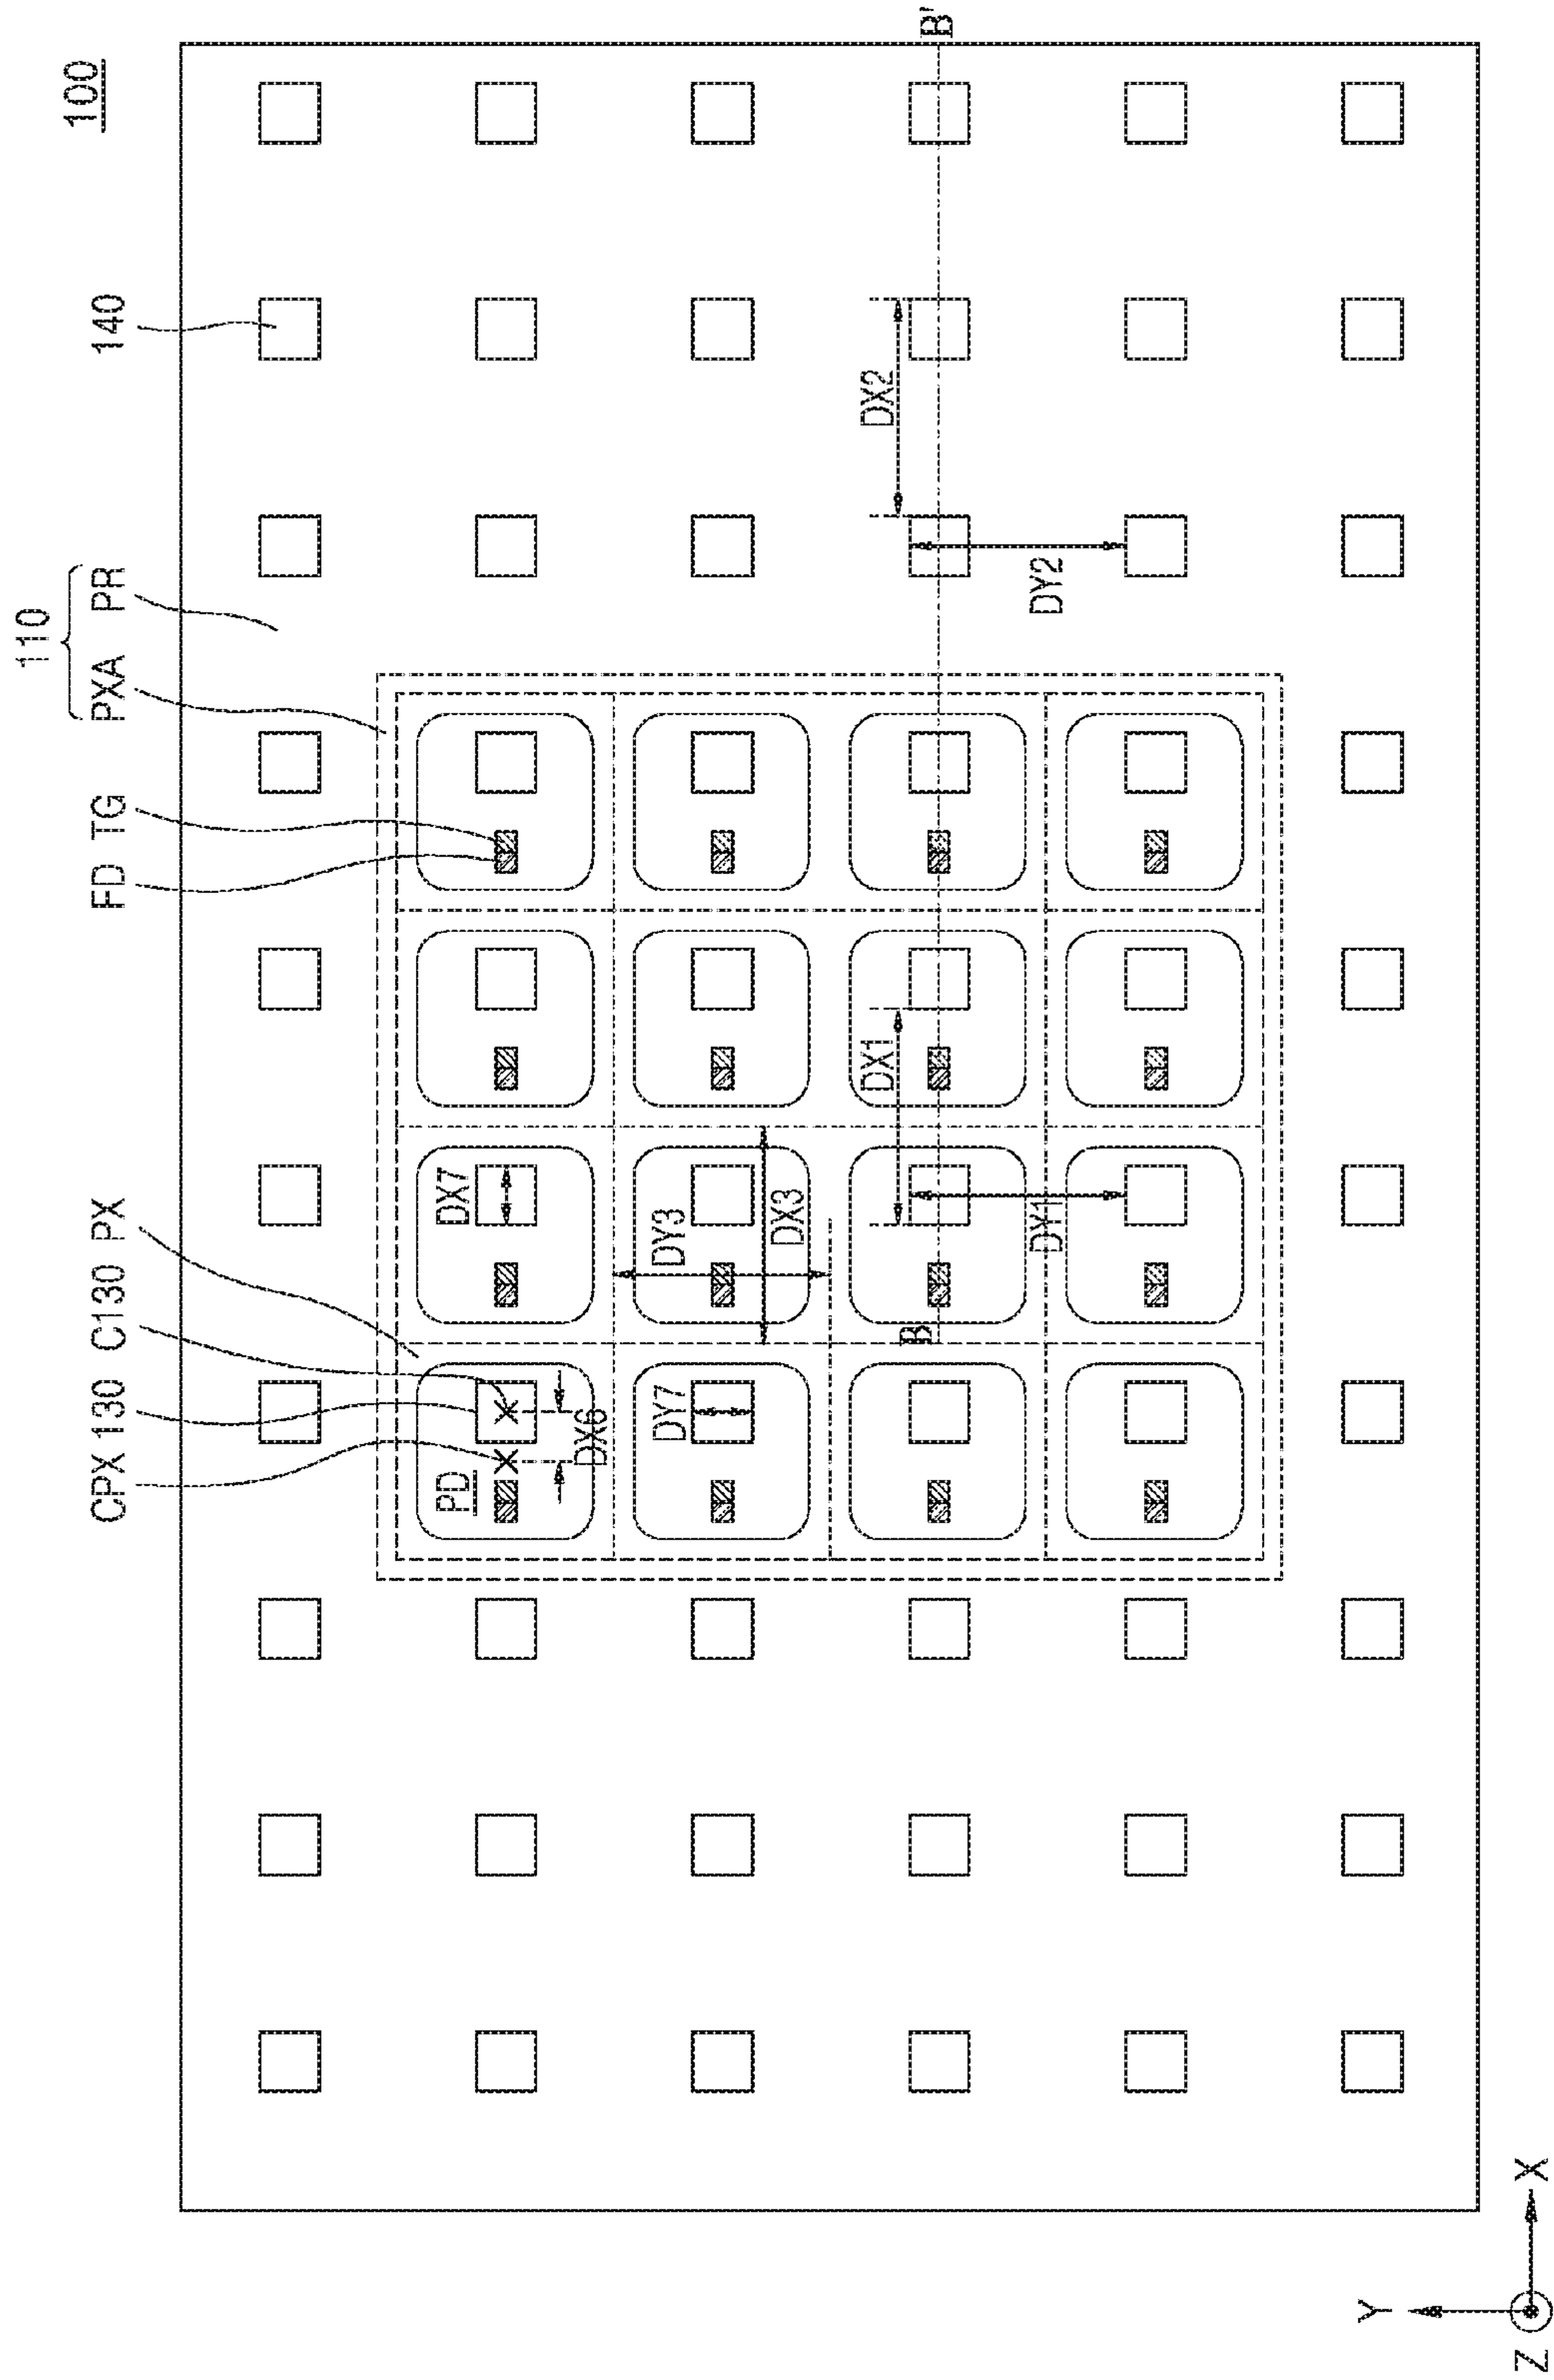 100
110
CPX 130 C130 PX FD TG PXA PR 140
PD
DX6
DX7
DY7
DY3
DX3
DX1
DX2
DY1
DY2
B
B'
Y
Z
X